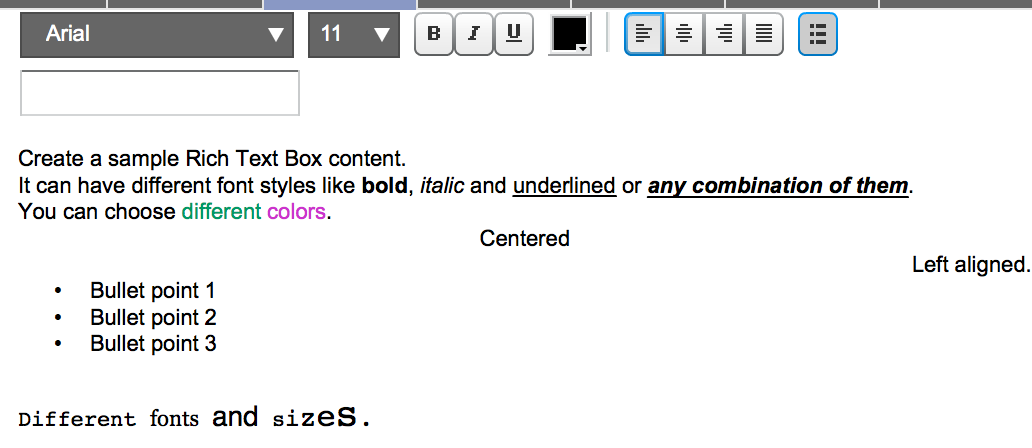 Arial 11 B I U
Create a sample Rich Text Box content.
It can have different font styles like bold, italic and underlined or any combination of them.
You can choose different colors.
Centered
Left aligned.
• Bullet point 1
• Bullet point 2
• Bullet point 3
Different fonts and sizes.